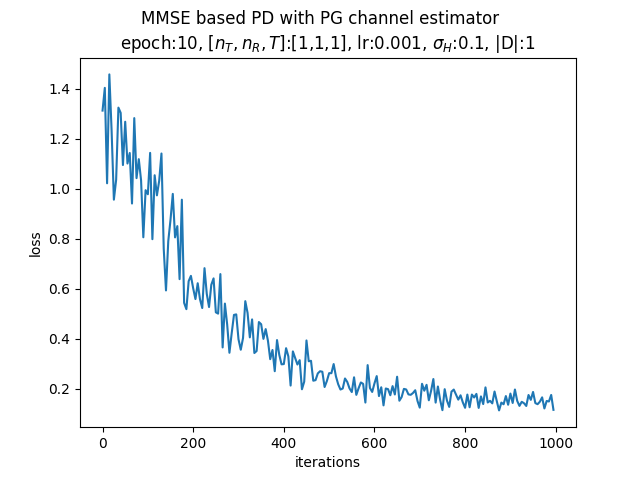 MMSE based PD with PG channel estimator
epoch:10, [n_T, n_R, T]:[1,1,1], lr:0.001, σ_H:0.1, |D|:1
1.4
1.2
1.0
0.8
0.6
0.4
0.2
loss
0 200 400 600 800 1000
iterations